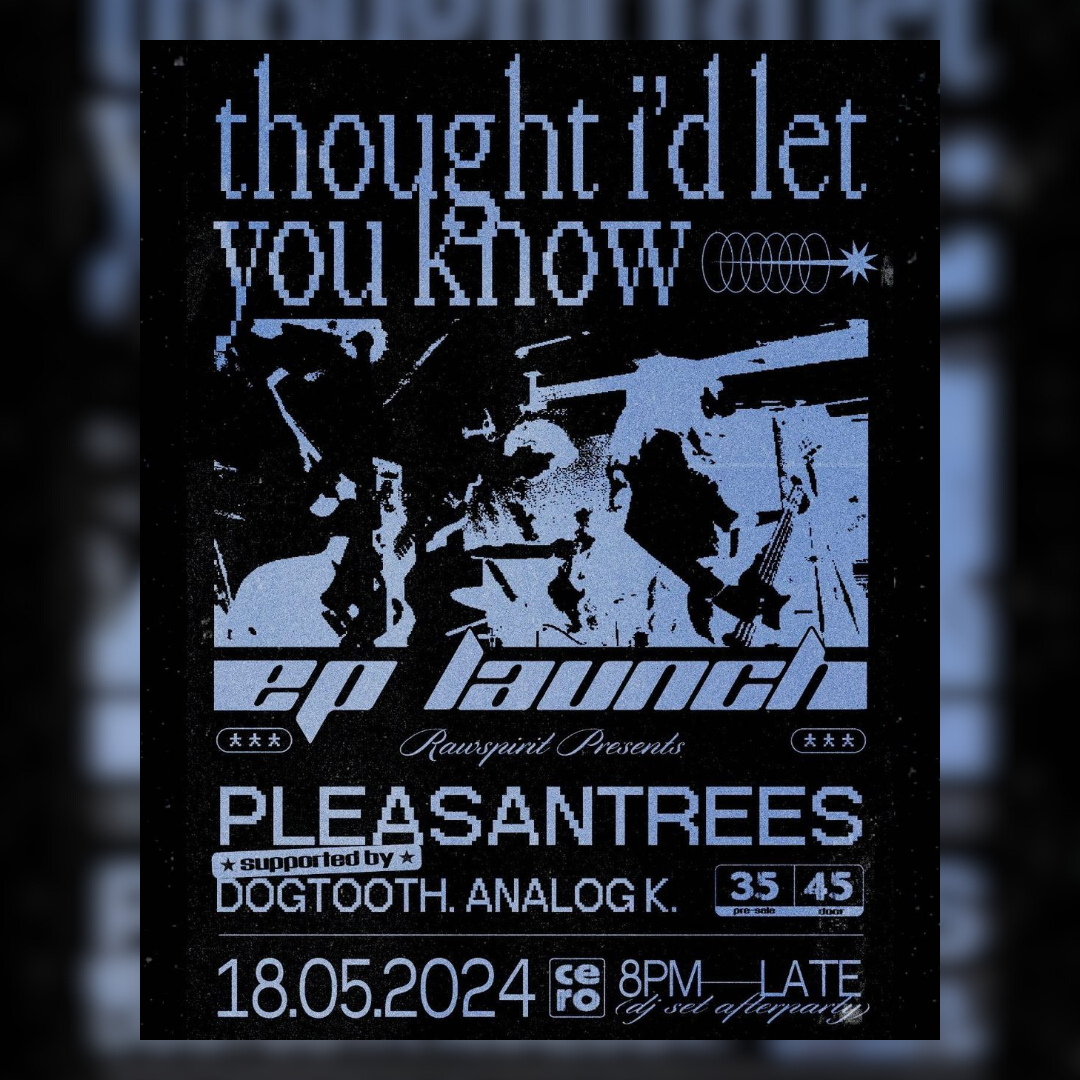 thought i'd let
you know
ep launch
Rawspirit Presents
PLEASANTREES
★ supported by ★
DOGTOOTH. ANALOG K.
35 45
pre-sale door
18.05.2024 cero 8PM—LATE
(dj set afterparty)